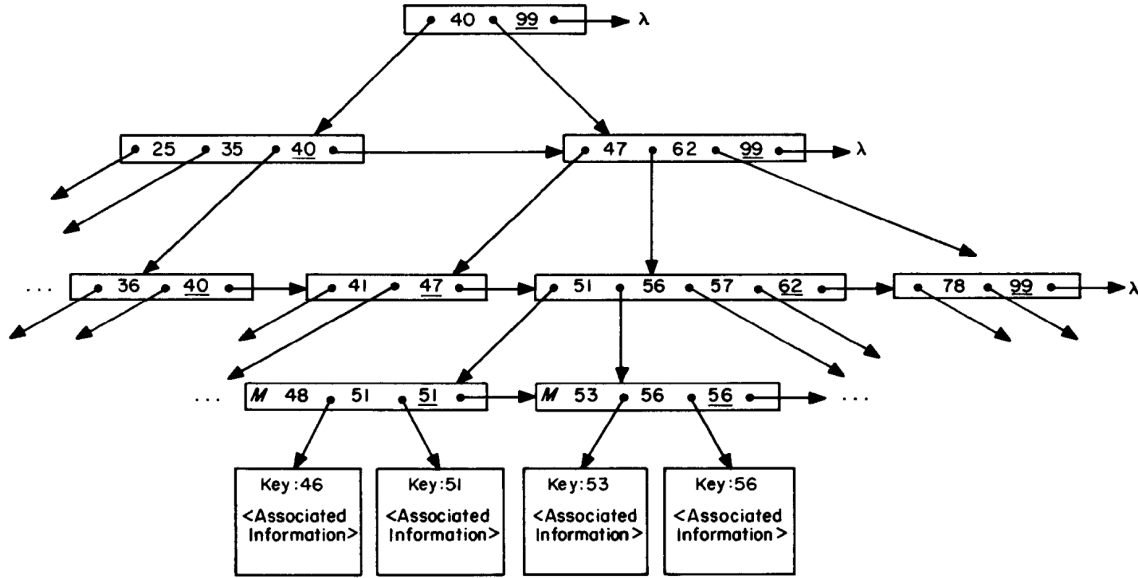 40 99 λ
25 35 40
47 62 99 λ
... 36 40
41 47
51 56 57 62
78 99 λ
... M 48 51 51
M 53 56 56 ...
Key:46
<Associated
Information>
Key:51
<Associated
Information>
Key:53
<Associated
Information>
Key:56
<Associated
Information>